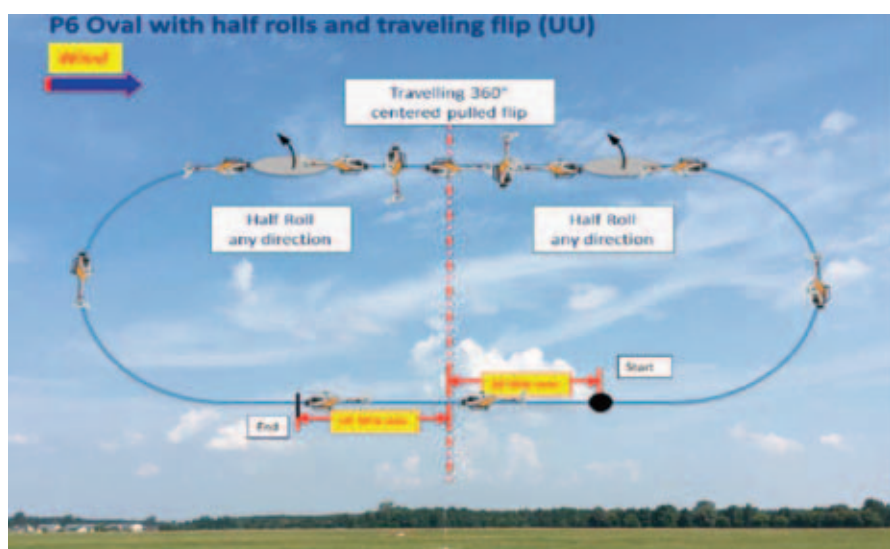 P6 Oval with half rolls and traveling flip (UU)
Wind
Travelling 360°
centered pulled flip
Half Roll
any direction
Half Roll
any direction
Start
End